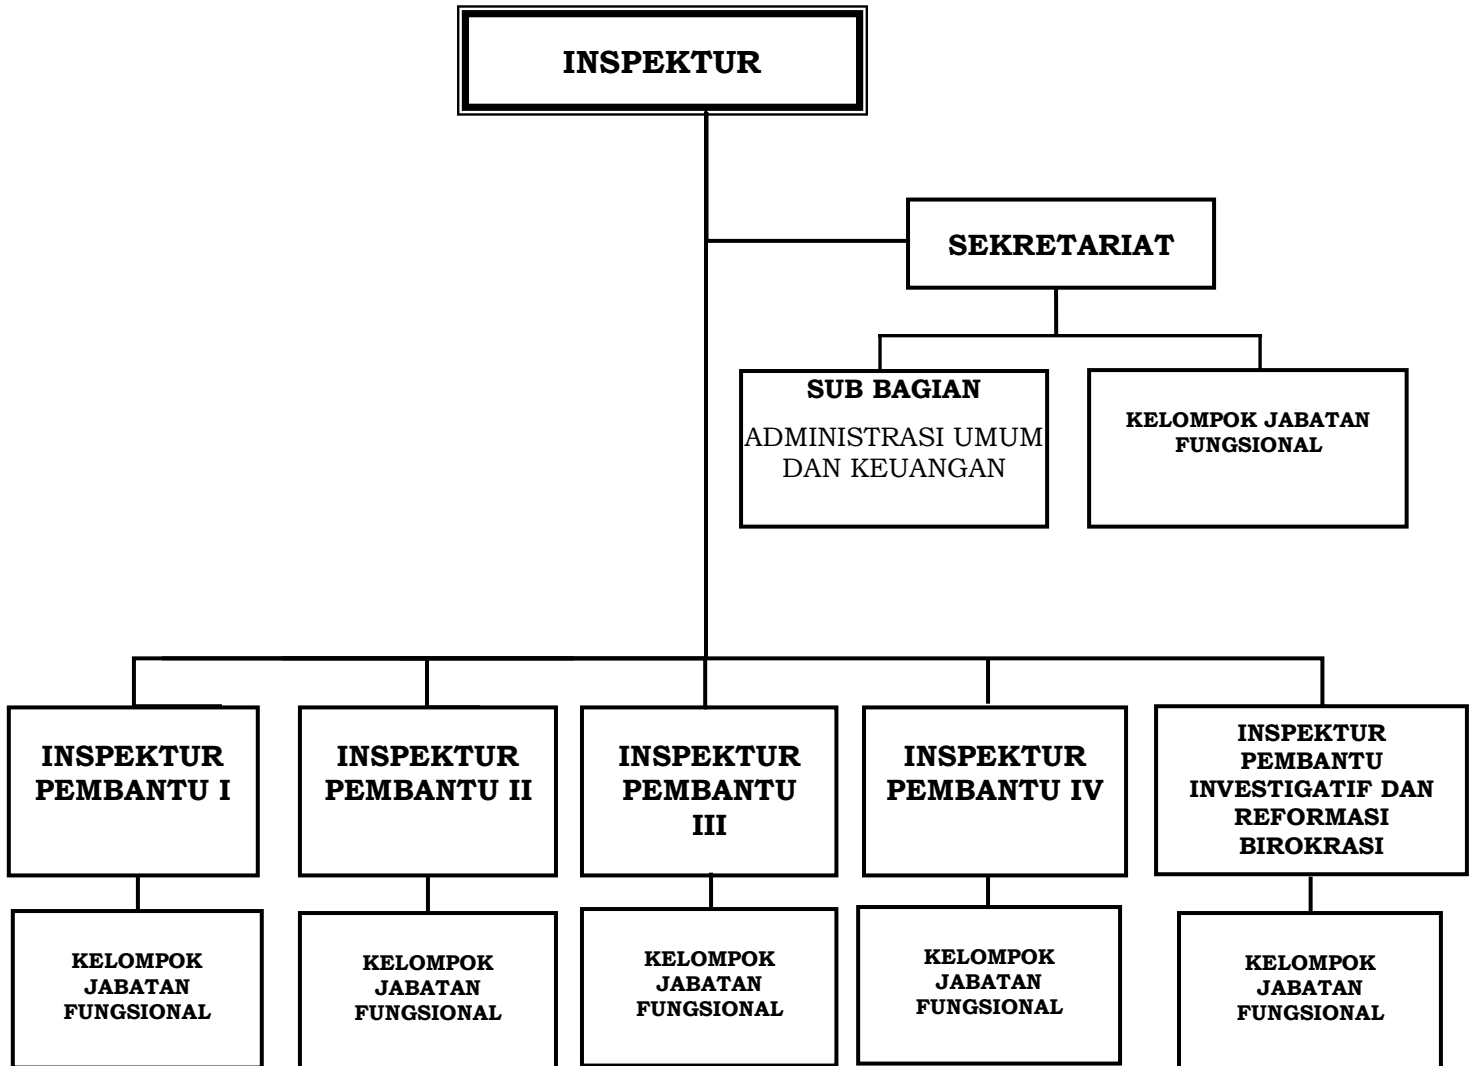 INSPEKTUR
SEKRETARIAT
SUB BAGIAN
ADMINISTRASI UMUM
DAN KEUANGAN
KELOMPOK JABATAN
FUNGSIONAL
INSPEKTUR
PEMBANTU I
INSPEKTUR
PEMBANTU II
INSPEKTUR
PEMBANTU
III
INSPEKTUR
PEMBANTU IV
INSPEKTUR
PEMBANTU
INVESTIGATIF DAN
REFORMASI
BIROKRASI
KELOMPOK
JABATAN
FUNGSIONAL
KELOMPOK
JABATAN
FUNGSIONAL
KELOMPOK
JABATAN
FUNGSIONAL
KELOMPOK
JABATAN
FUNGSIONAL
KELOMPOK
JABATAN
FUNGSIONAL